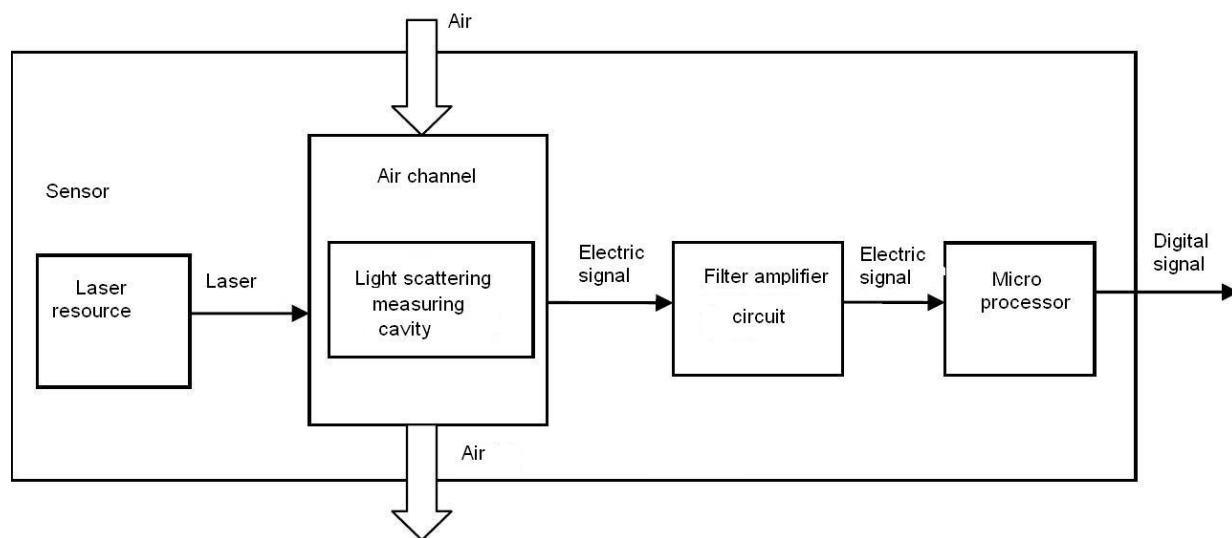 Air
Sensor
Laser
resource
Laser
Air channel
Light scattering
measuring
cavity
Electric
signal
Filter amplifier
circuit
Electric
signal
Micro
processor
Digital
signal
Air